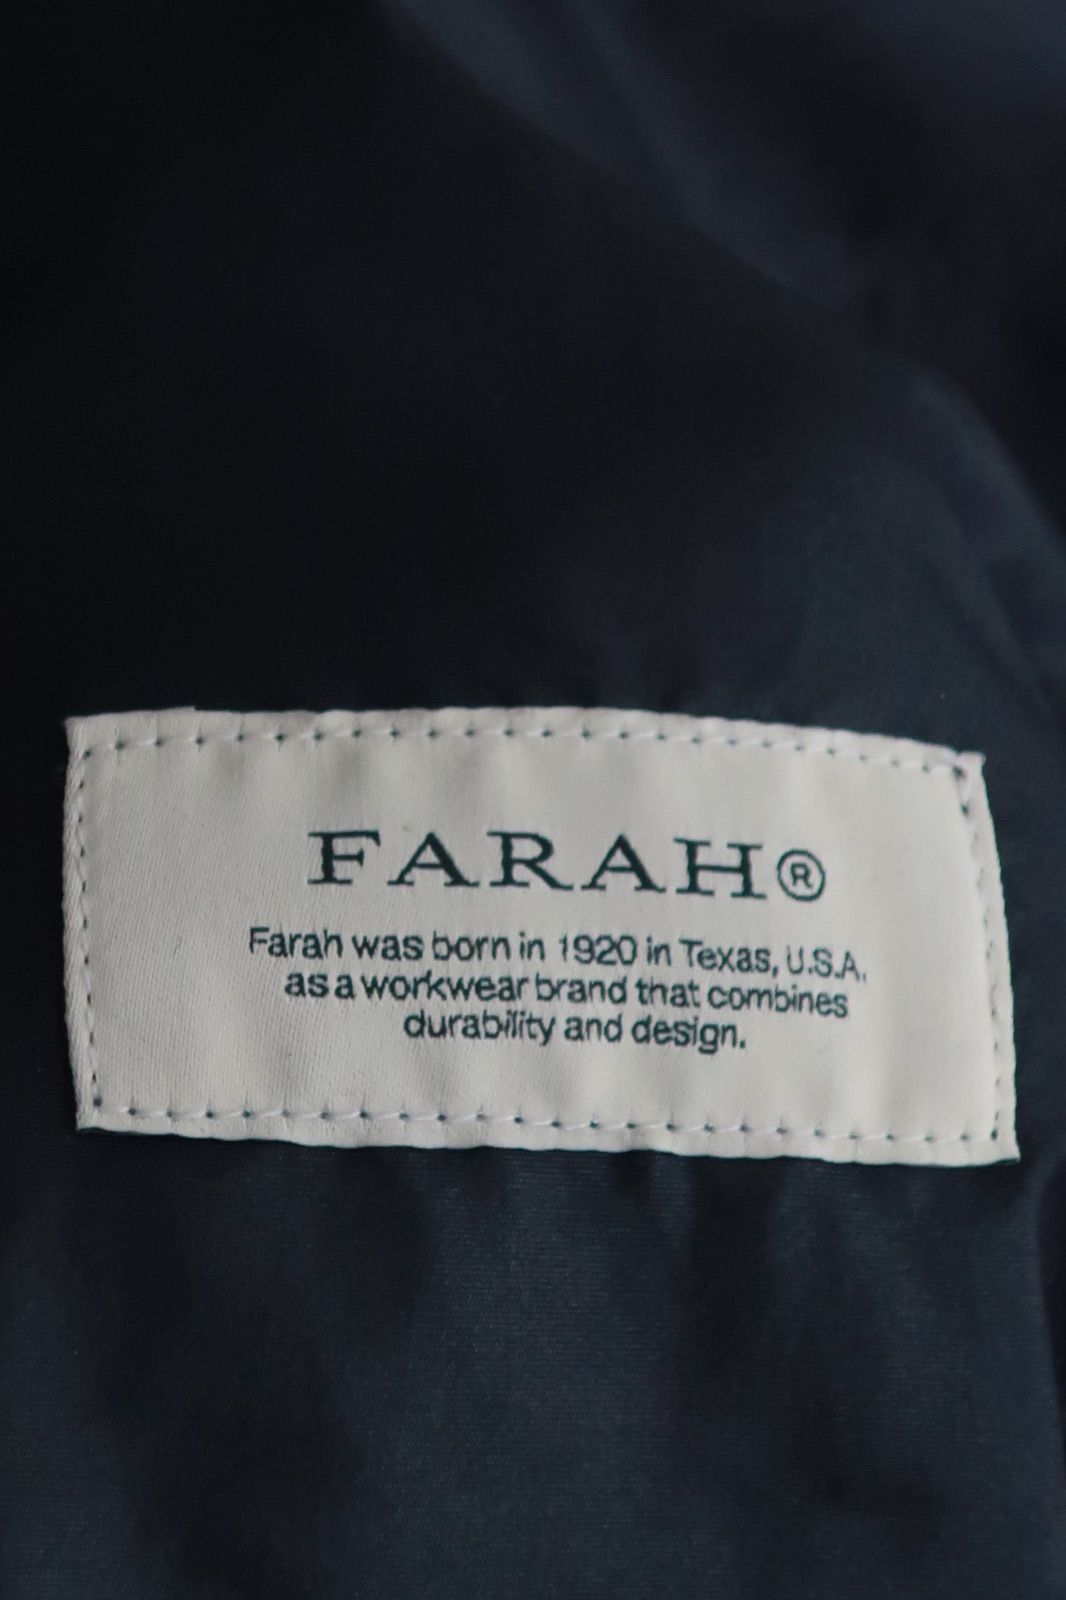 FARAH®
Farah was born in 1920 in Texas, U.S.A.
as a workwear brand that combines
durability and design.